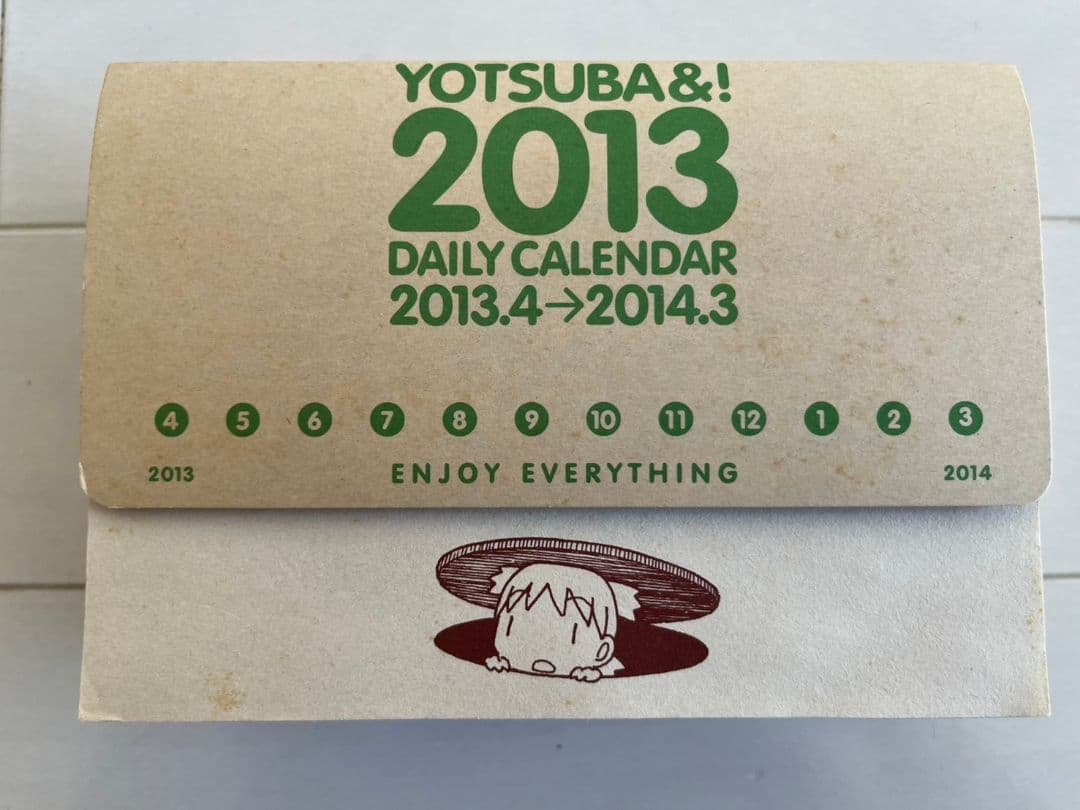 YOTSUBA&!
2013
DAILY CALENDAR
2013.4→2014.3
4 5 6 7 8 9 10 11 12 1 2 3
2013 ENJOY EVERYTHING 2014